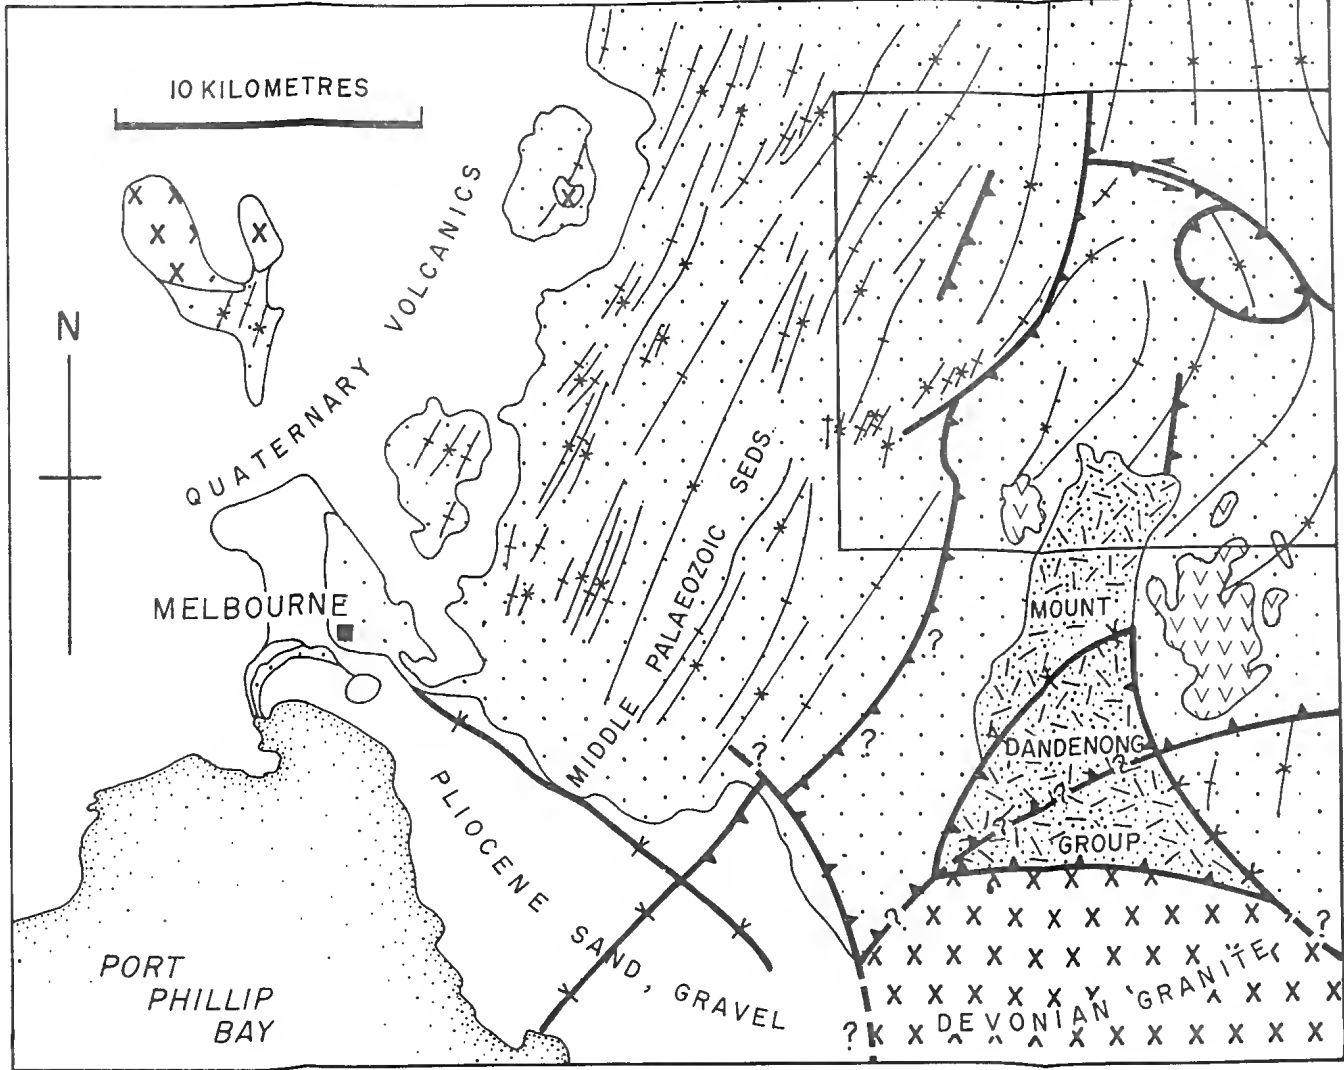 10 KILOMETRES
N
QUATERNARY VOLCANICS
MELBOURNE
MIDDLE PALAEOZOIC SEDS.
MOUNT
DANDENONG
GROUP
?
?
?
?
?
?
?
?
?
PLIOCENE SAND, GRAVEL
DEVONIAN GRANITE
PORT
PHILLIP
BAY